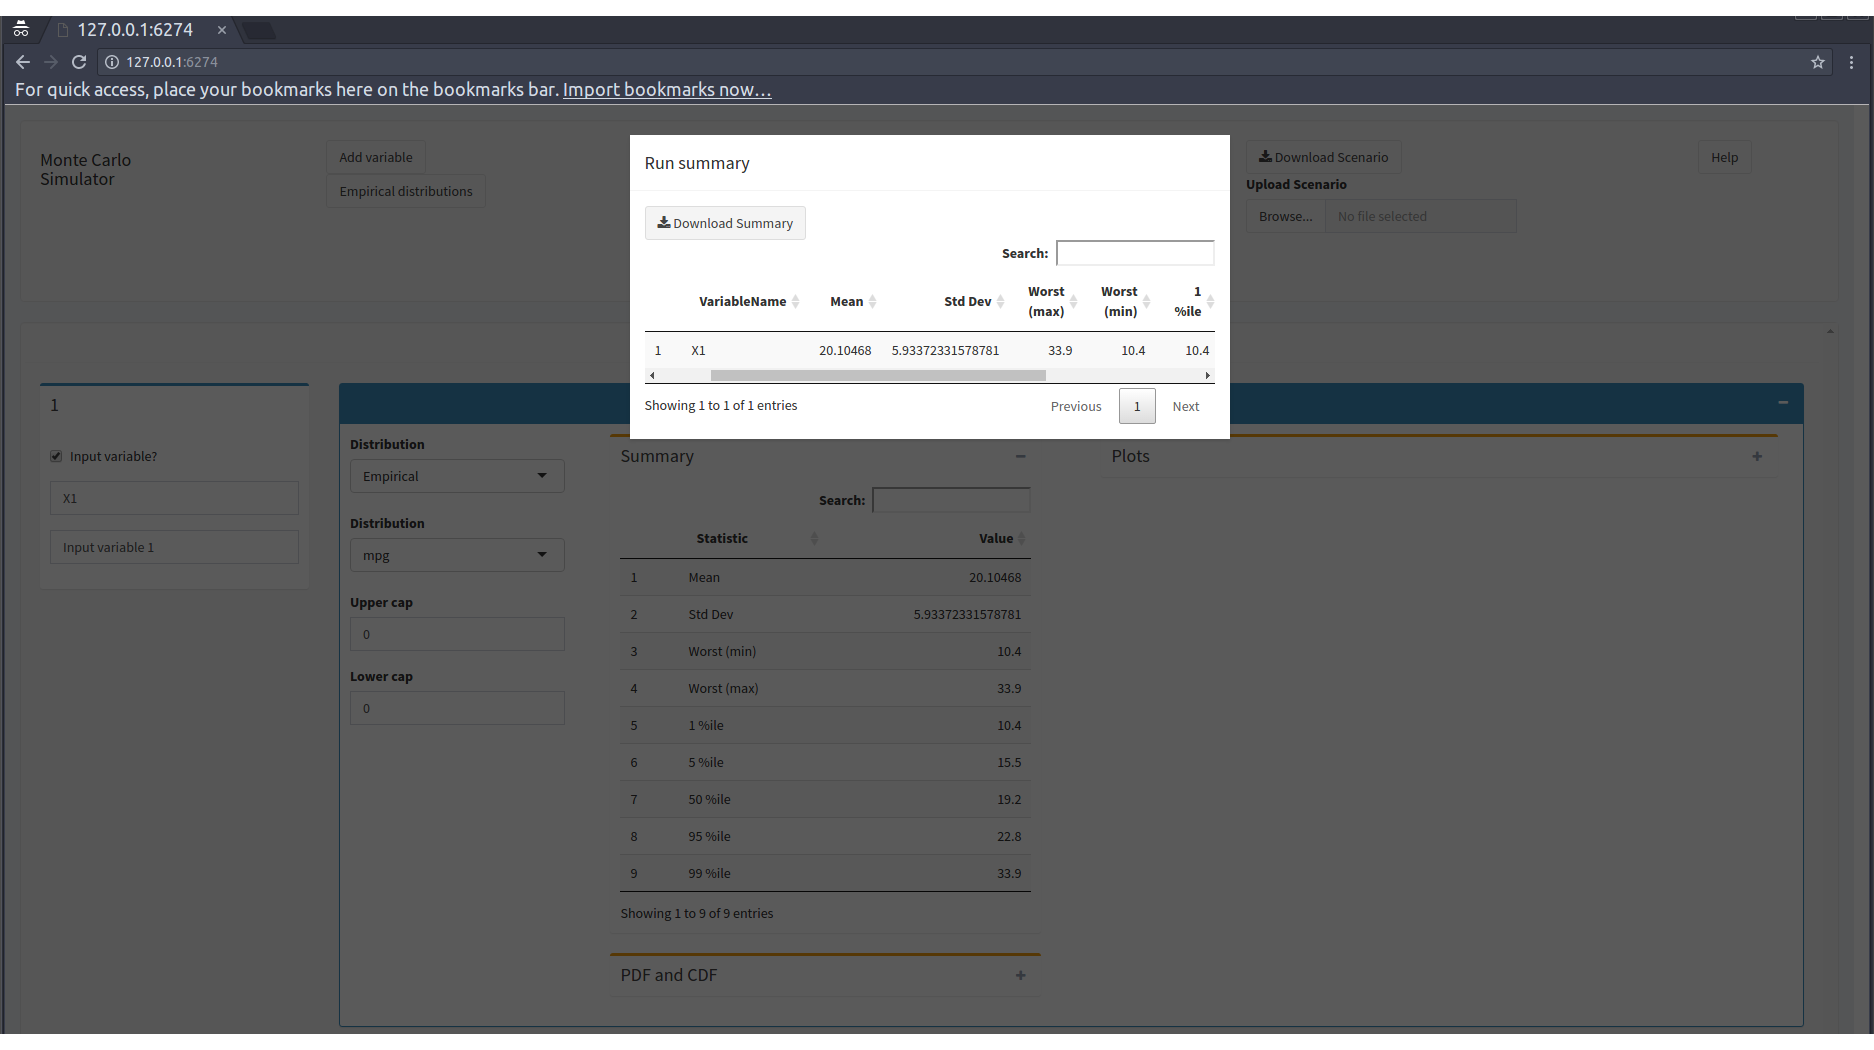 127.0.0.1:6274 ×
127.0.0.1:6274
For quick access, place your bookmarks here on the bookmarks bar. Import bookmarks now...
Monte Carlo
Simulator
Add variable
Empirical distributions
Download Scenario
Upload Scenario
Browse... No file selected
Help
Run summary
Download Summary
Search:
VariableName Mean Std Dev Worst (max) Worst (min) 1 %ile
1 X1 20.10468 5.93372331578781 33.9 10.4 10.4
Showing 1 to 1 of 1 entries Previous 1 Next
1
Input variable?
X1
Input variable 1
Distribution
Empirical
Distribution
mpg
Upper cap
0
Lower cap
0
Summary
Search:
Statistic Value
1 Mean 20.10468
2 Std Dev 5.93372331578781
3 Worst (min) 10.4
4 Worst (max) 33.9
5 1 %ile 10.4
6 5 %ile 15.5
7 50 %ile 19.2
8 95 %ile 22.8
9 99 %ile 33.9
Showing 1 to 9 of 9 entries
PDF and CDF
Plots